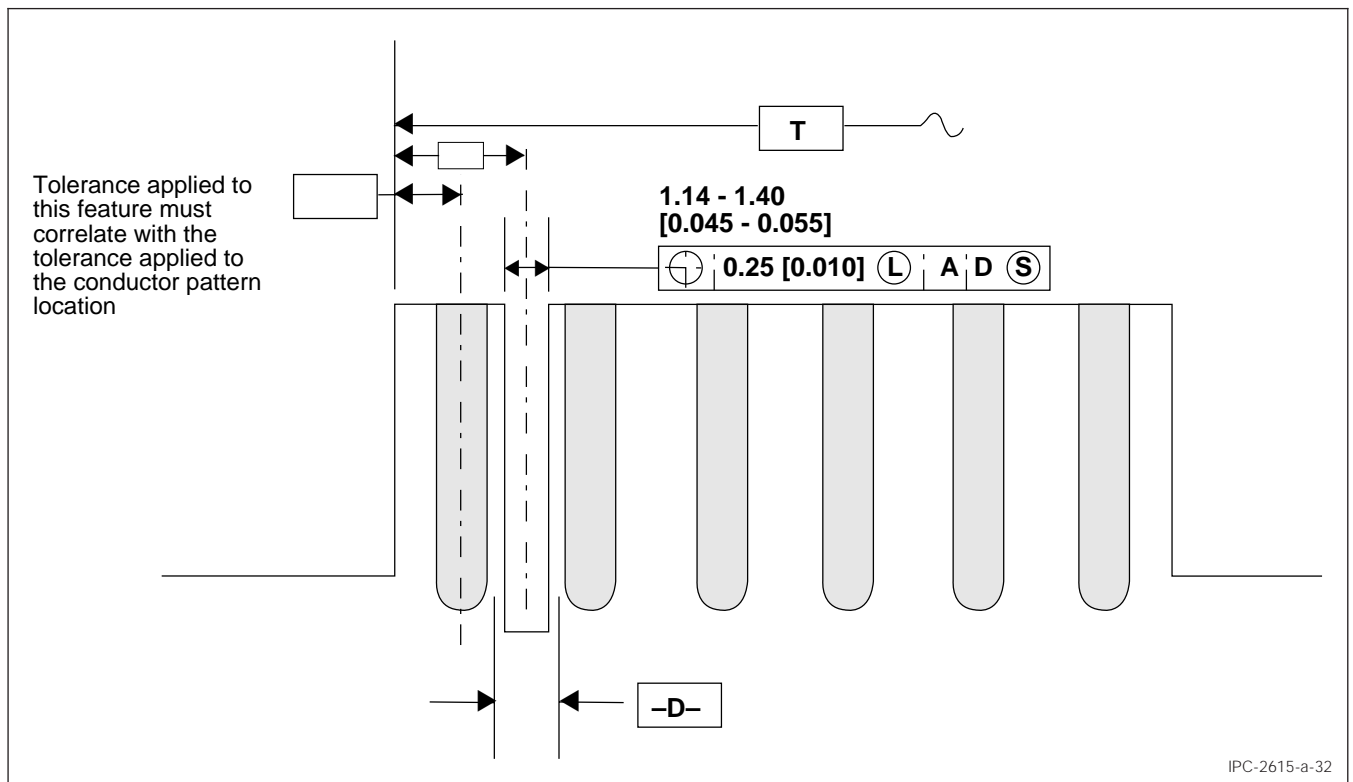 T
Tolerance applied to
this feature must
correlate with the
tolerance applied to
the conductor pattern
location
1.14 - 1.40
[0.045 - 0.055]
0.25 [0.010] Ⓛ A D Ⓢ
–D–
IPC-2615-a-32